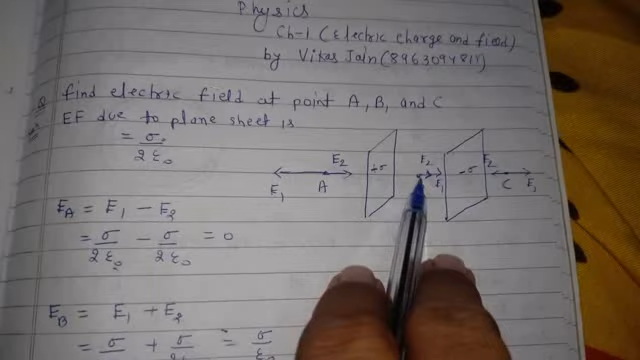 Physics
Ch-1 (Electric charge and field)
by Vikas Jain (8963094811)
find electric field at point A, B, and C
EF due to plane sheet is
= σ / 2ε₀
E₂ +σ E₂ -σ E₂
E₁ A E₁ C E₁
E_A = E₁ - E₂
= σ / 2ε₀ - σ / 2ε₀ = 0
E_B = E₁ + E₂
= σ + σ = σ / ε₀